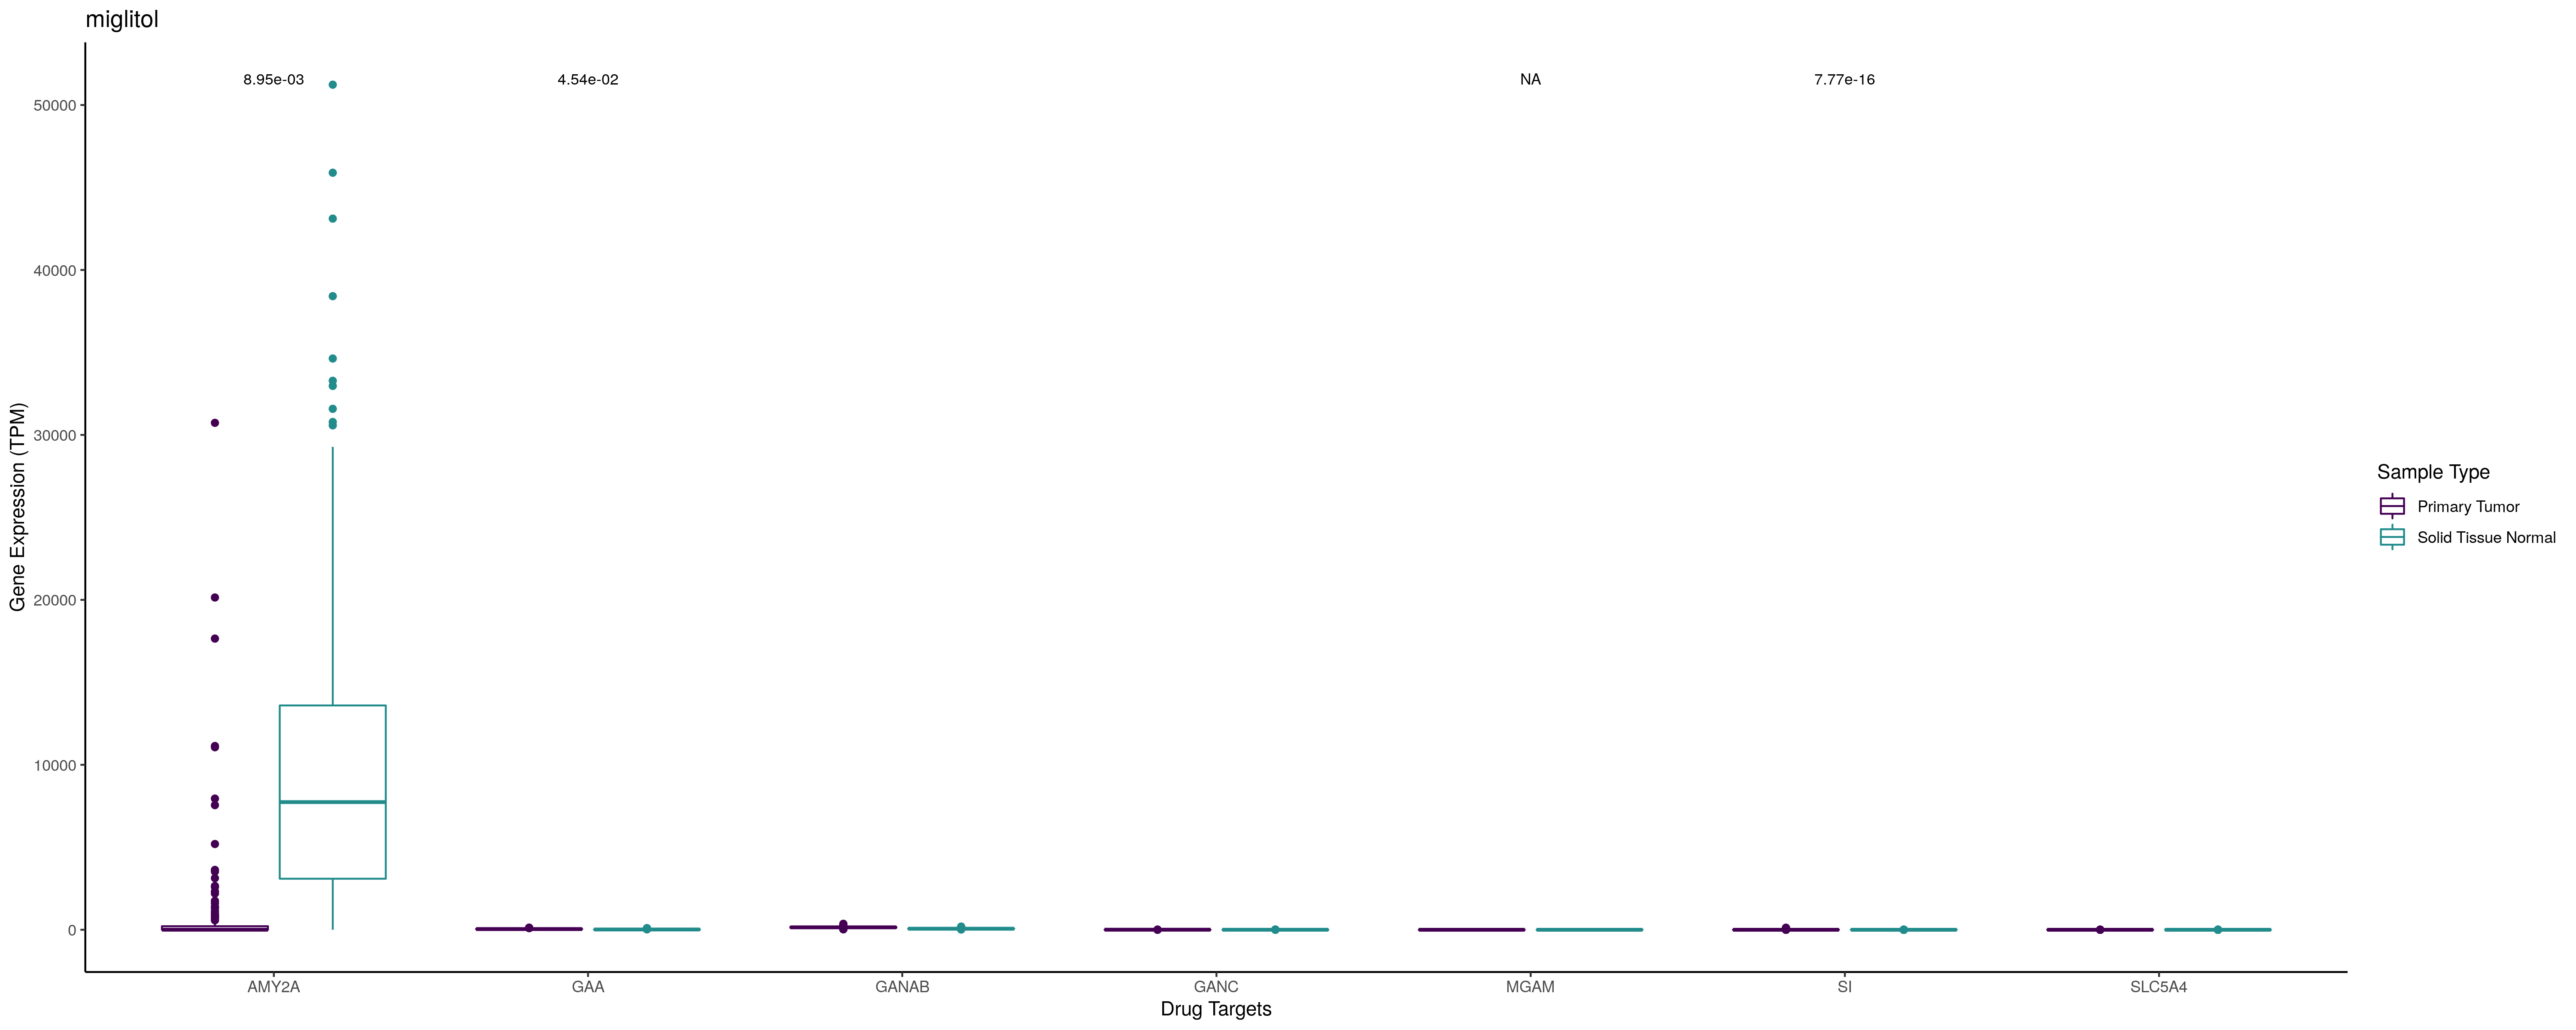 miglitol
8.95e-03
4.54e-02
NA
7.77e-16
50000
40000
30000
20000
10000
0
Gene Expression (TPM)
AMY2A
GAA
GANAB
GANC
MGAM
SI
SLC5A4
Drug Targets
Sample Type
Primary Tumor
Solid Tissue Normal